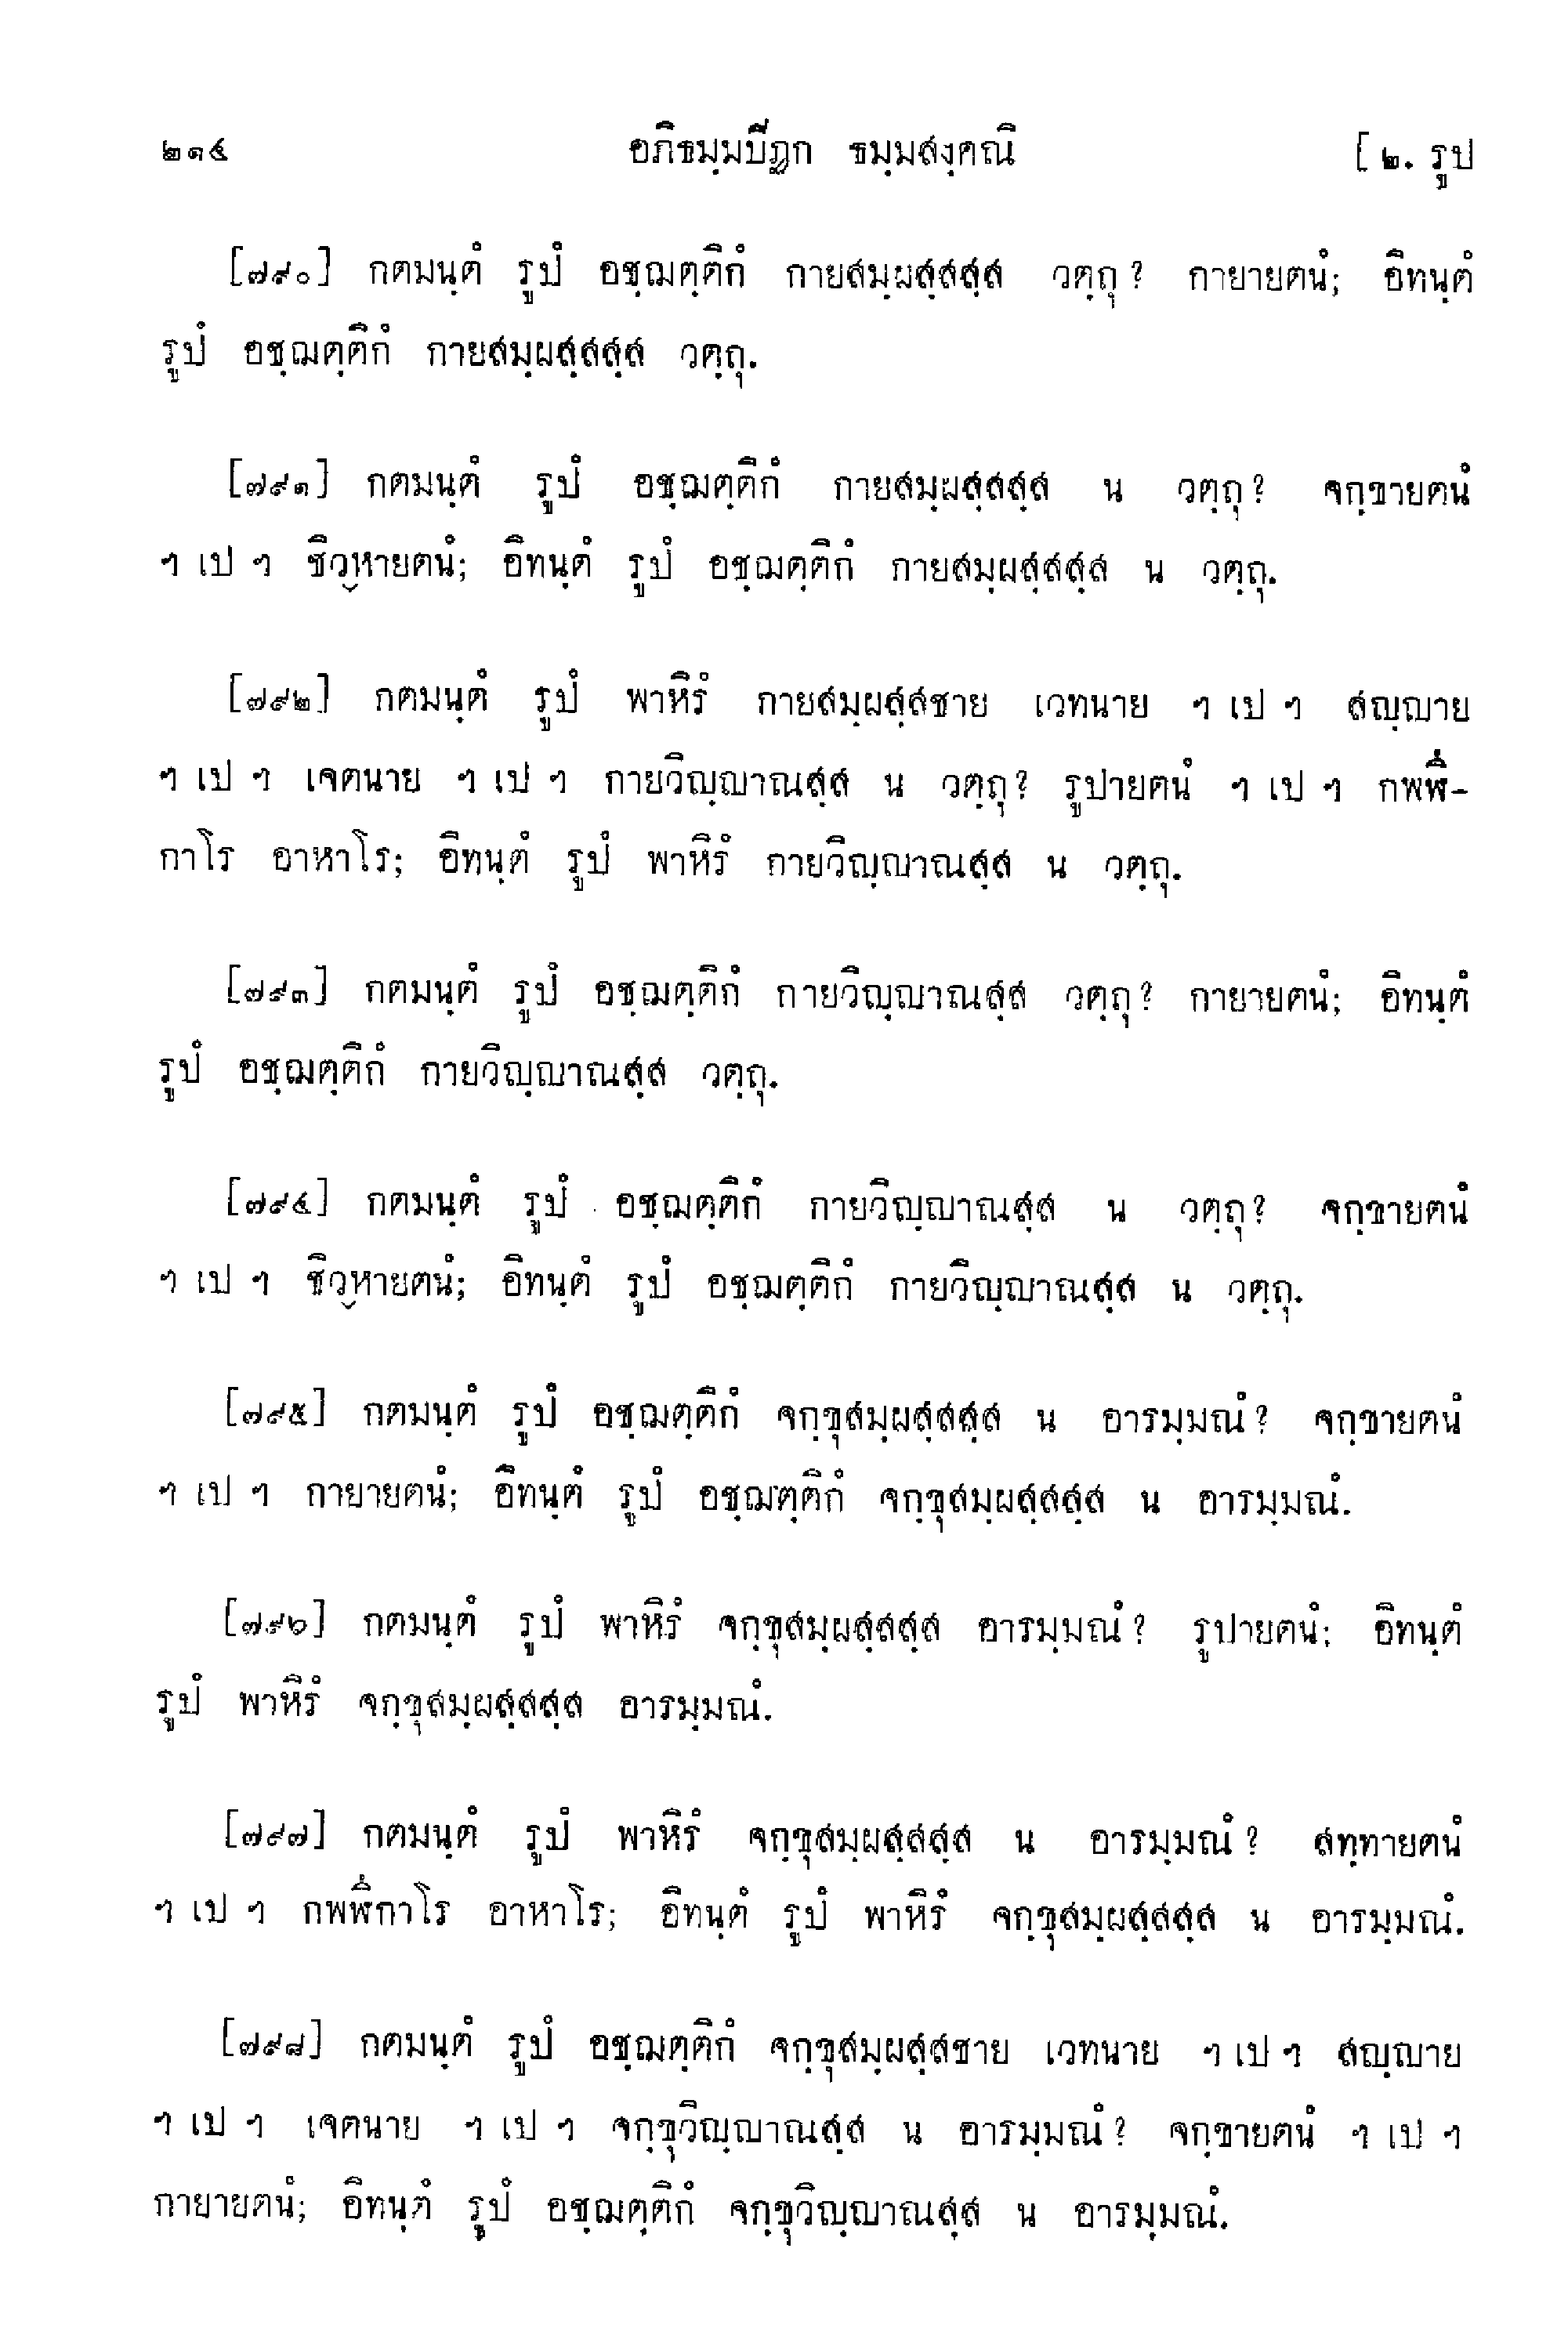 ๒๑๔ อภิธมฺมปิฏก ธมฺมสงฺคณิ [ ๒. รูป
[๗๙๐] กตมนฺตํ รูปํ อชฺฌตฺติกํ กายสมฺผสฺสสฺส วตฺถุ? กายายตนํ; อิทนฺตํ
รูปํ อชฺฌตฺติกํ กายสมฺผสฺสสฺส วตฺถุ.
[๗๙๑] กตมนฺตํ รูปํ อชฺฌตฺติกํ กายสมฺผสฺสสฺส น วตฺถุ? จกฺขายตนํ
ฯ เป ฯ ชิวฺหายตนํ; อิทนฺตํ รูปํ อชฺฌตฺติกํ กายสมฺผสฺสสฺส น วตฺถุ.
[๗๙๒] กตมนฺตํ รูปํ พาหิรํ กายสมฺผสฺสชาย เวทนาย ฯ เป ฯ สญฺญาย
ฯ เป ฯ เจตนาย ฯ เป ฯ กายวิญฺญาณสฺส น วตฺถุ? รูปายตนํ ฯ เป ฯ กพฬึ-
กาโร อาหาโร; อิทนฺตํ รูปํ พาหิรํ กายวิญฺญาณสฺส น วตฺถุ.
[๗๙๓] กตมนฺตํ รูปํ อชฺฌตฺติกํ กายวิญฺญาณสฺส วตฺถุ? กายายตนํ; อิทนฺตํ
รูปํ อชฺฌตฺติกํ กายวิญฺญาณสฺส วตฺถุ.
[๗๙๔] กตมนฺตํ รูปํ อชฺฌตฺติกํ กายวิญฺญาณสฺส น วตฺถุ? จกฺขายตนํ
ฯ เป ฯ ชิวฺหายตนํ; อิทนฺตํ รูปํ อชฺฌตฺติกํ กายวิญฺญาณสฺส น วตฺถุ.
[๗๙๕] กตมนฺตํ รูปํ อชฺฌตฺติกํ จกฺขุสมฺผสฺสสฺส น อารมฺมณํ? จกฺขายตนํ
ฯ เป ฯ กายายตนํ; อิทนฺตํ รูปํ อชฺฌตฺติกํ จกฺขุสมฺผสฺสสฺส น อารมฺมณํ.
[๗๙๖] กตมนฺตํ รูปํ พาหิรํ จกฺขุสมฺผสฺสสฺส อารมฺมณํ? รูปายตนํ; อิทนฺตํ
รูปํ พาหิรํ จกฺขุสมฺผสฺสสฺส อารมฺมณํ.
[๗๙๗] กตมนฺตํ รูปํ พาหิรํ จกฺขุสมฺผสฺสสฺส น อารมฺมณํ? สทฺทายตนํ
ฯ เป ฯ กพฬึกาโร อาหาโร; อิทนฺตํ รูปํ พาหิรํ จกฺขุสมฺผสฺสสฺส น อารมฺมณํ.
[๗๙๘] กตมนฺตํ รูปํ อชฺฌตฺติกํ จกฺขุสมฺผสฺสชาย เวทนาย ฯ เป ฯ สญฺญาย
ฯ เป ฯ เจตนาย ฯ เป ฯ จกฺขุวิญฺญาณสฺส น อารมฺมณํ? จกฺขายตนํ ฯ เป ฯ
กายายตนํ; อิทนฺตํ รูปํ อชฺฌตฺติกํ จกฺขุวิญฺญาณสฺส น อารมฺมณํ.